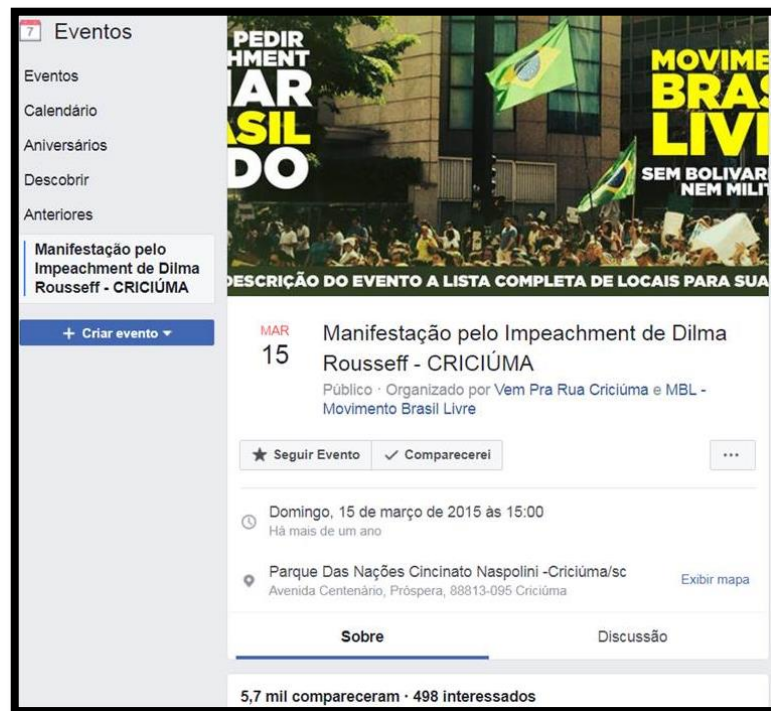 7 Eventos
Eventos
Calendário
Aniversários
Descobrir
Anteriores
Manifestação pelo
Impeachment de Dilma
Rousseff - CRICIÚMA
+ Criar evento
PEDIR
HMENT
AR
ASIL
DO
MOVIME
BRAS
LIV
SEM BOLIVAR
NEM MILIT
DESCRIÇÃO DO EVENTO A LISTA COMPLETA DE LOCAIS PARA SUA
MAR
15
Manifestação pelo Impeachment de Dilma
Rousseff - CRICIÚMA
Público · Organizado por Vem Pra Rua Criciúma e MBL -
Movimento Brasil Livre
Seguir Evento
Comparecerei
...
Domingo, 15 de março de 2015 às 15:00
Há mais de um ano
Parque Das Nações Cincinato Naspolini -Criciúma/sc
Avenida Centenário, Próspera, 88813-095 Criciúma
Exibir mapa
Sobre
Discussão
5,7 mil compareceram · 498 interessados